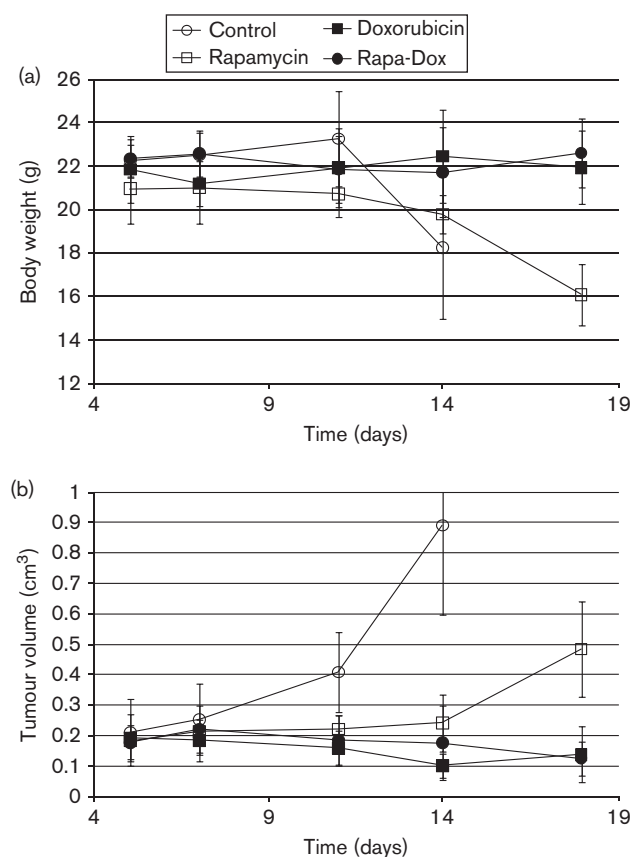 Control Doxorubicin
Rapamycin Rapa-Dox
(a)
26
24
22
20
18
16
14
12
Body weight (g)
4 9 14 19
Time (days)
(b)
1
0.9
0.8
0.7
0.6
0.5
0.4
0.3
0.2
0.1
0
Tumour volume (cm³)
4 9 14 19
Time (days)